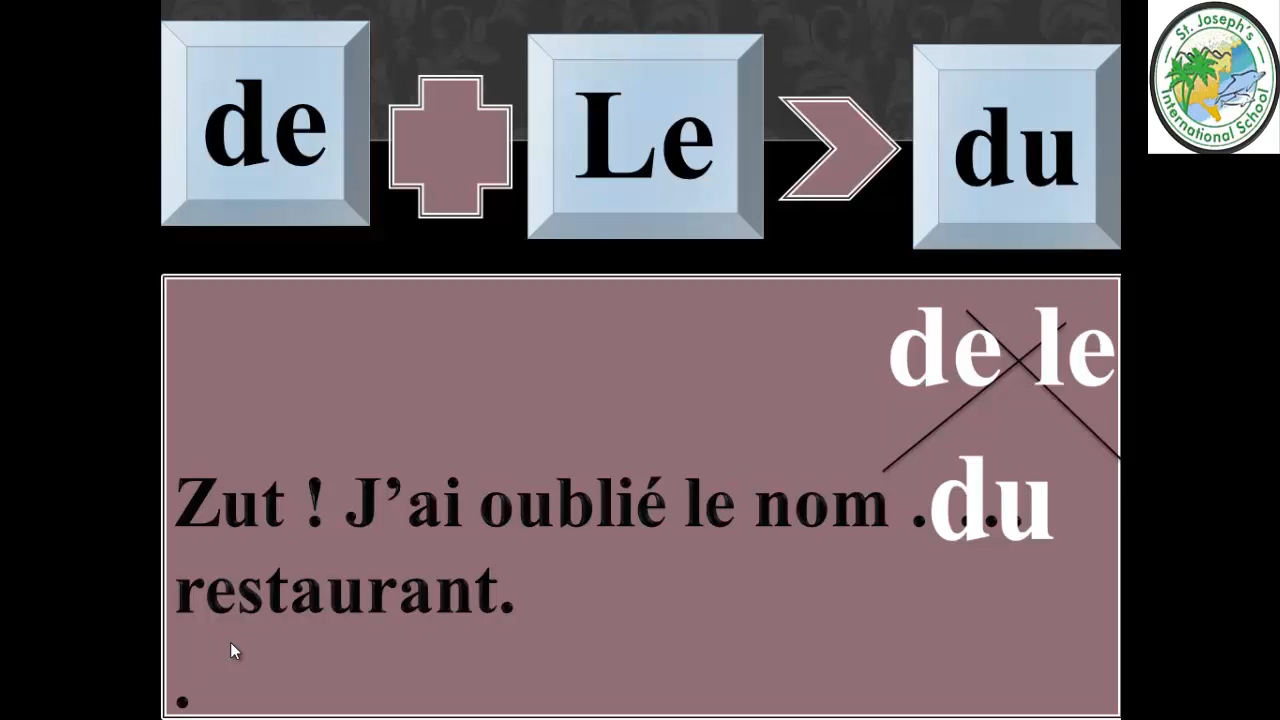 de Le du
St. Joseph's
International School
de le
du
Zut ! J'ai oublié le nom . ...
restaurant.
.